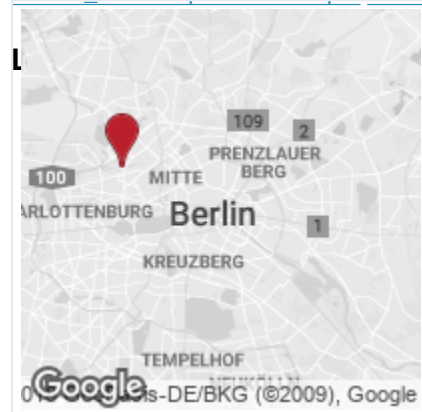 109
2
PRENZLAUER
BERG
100
MITTE
ARLOTTENBURG
Berlin
1
KREUZBERG
TEMPELHOF
Google
-DE/BKG (©2009), Google